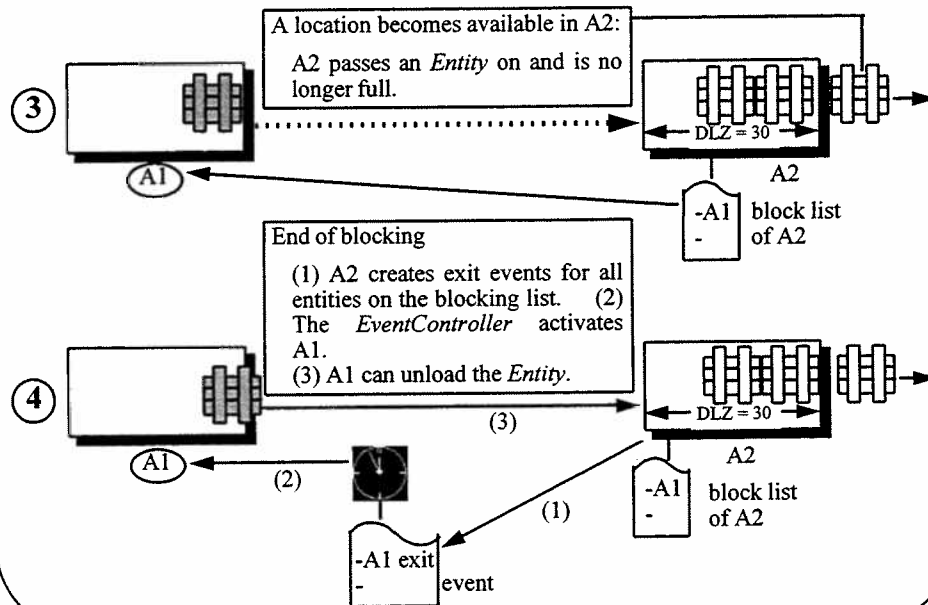 A location becomes available in A2:
A2 passes an Entity on and is no
longer full.
3
DLZ = 30
A1
A2
-A1
-
block list
of A2
End of blocking
(1) A2 creates exit events for all
entities on the blocking list. (2)
The EventController activates
A1.
(3) A1 can unload the Entity.
4
(3)
DLZ = 30
A1
(2)
A2
(1)
-A1
-
block list
of A2
-A1 exit
-
event